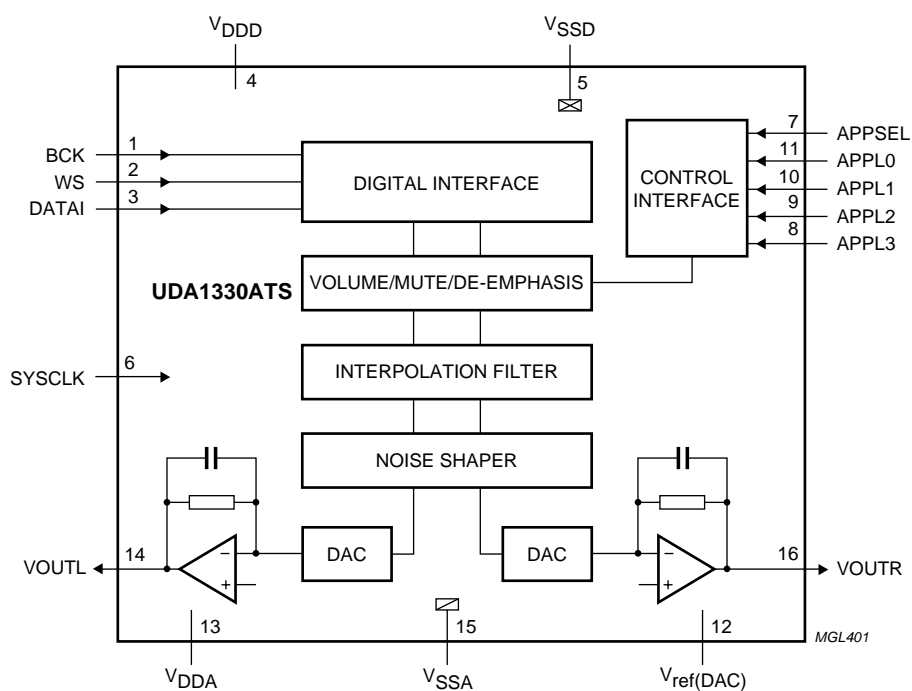 VDDD
VSSD
4
5
7 APPSEL
11 APPL0
10 APPL1
9 APPL2
8 APPL3
CONTROL
INTERFACE
BCK 1
WS 2
DATAI 3
DIGITAL INTERFACE
UDA1330ATS
VOLUME/MUTE/DE-EMPHASIS
SYSCLK 6
INTERPOLATION FILTER
NOISE SHAPER
VOUTL 14
−
+
DAC
DAC
−
+
16 VOUTR
13
15
12
MGL401
VDDA
VSSA
Vref(DAC)